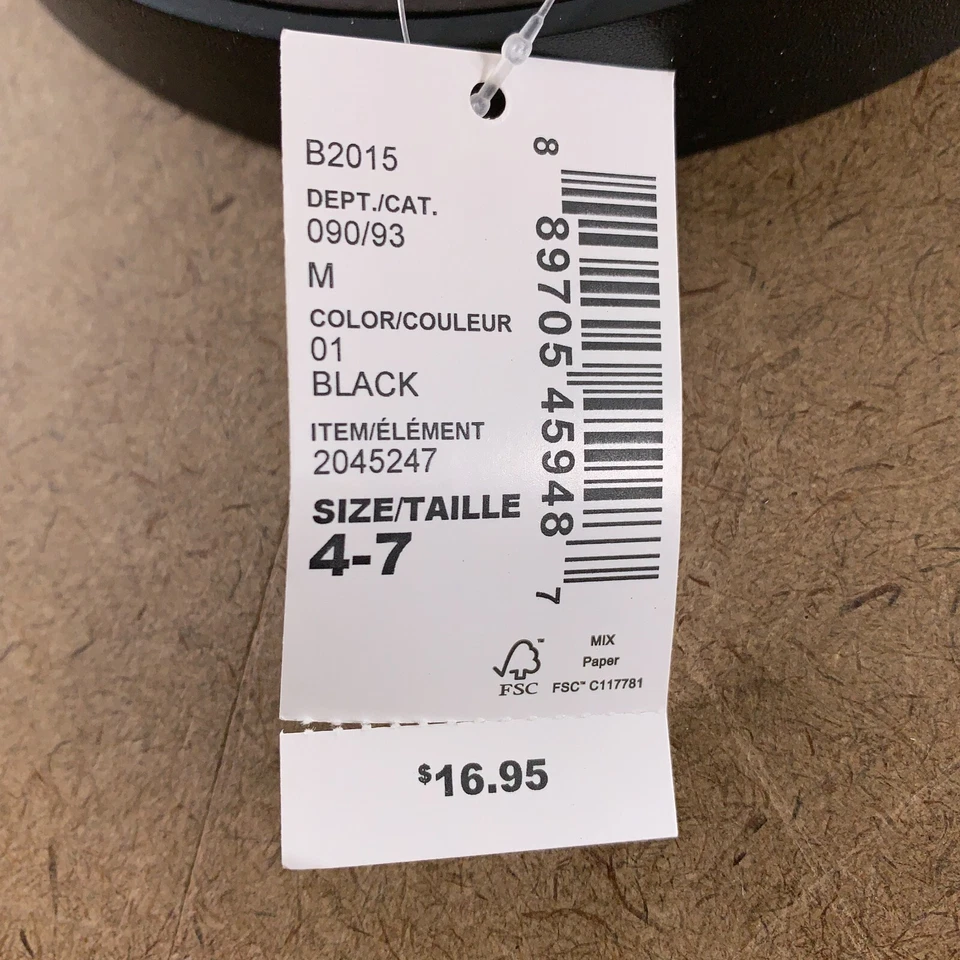 B2015
DEPT./CAT.
090/93
M
COLOR/COULEUR
01
BLACK
ITEM/ÉLÉMENT
2045247
SIZE/TAILLE
4-7
8 89705 45948 7
FSC™
MIX
Paper
FSC™ C117781
$16.95